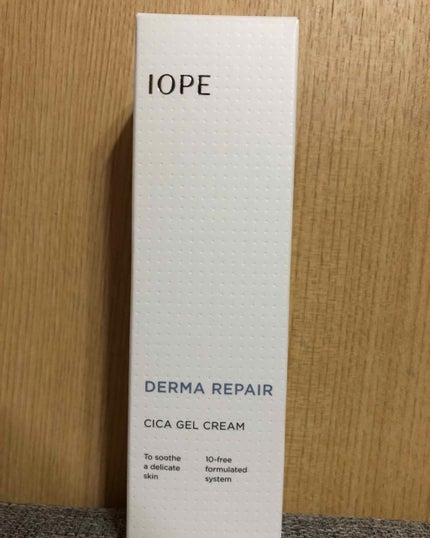 IOPE
DERMA REPAIR
CICA GEL CREAM
To soothe
a delicate
skin
10-free
formulated
system